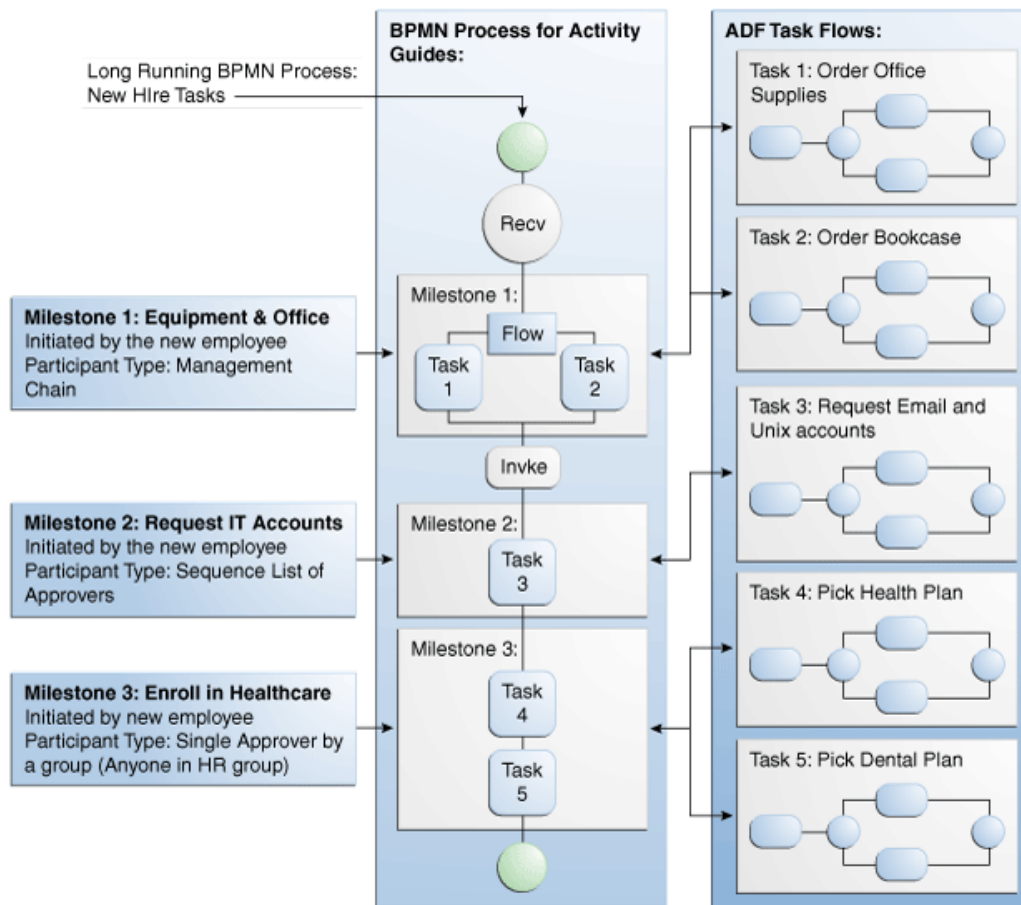 Long Running BPMN Process:
New HIre Tasks
BPMN Process for Activity
Guides:
Recv
Milestone 1:
Flow
Task
1
Task
2
Invke
Milestone 2:
Task
3
Milestone 3:
Task
4
Task
5
Milestone 1: Equipment & Office
Initiated by the new employee
Participant Type: Management
Chain
Milestone 2: Request IT Accounts
Initiated by the new employee
Participant Type: Sequence List of
Approvers
Milestone 3: Enroll in Healthcare
Initiated by new employee
Participant Type: Single Approver by
a group (Anyone in HR group)
ADF Task Flows:
Task 1: Order Office
Supplies
Task 2: Order Bookcase
Task 3: Request Email and
Unix accounts
Task 4: Pick Health Plan
Task 5: Pick Dental Plan